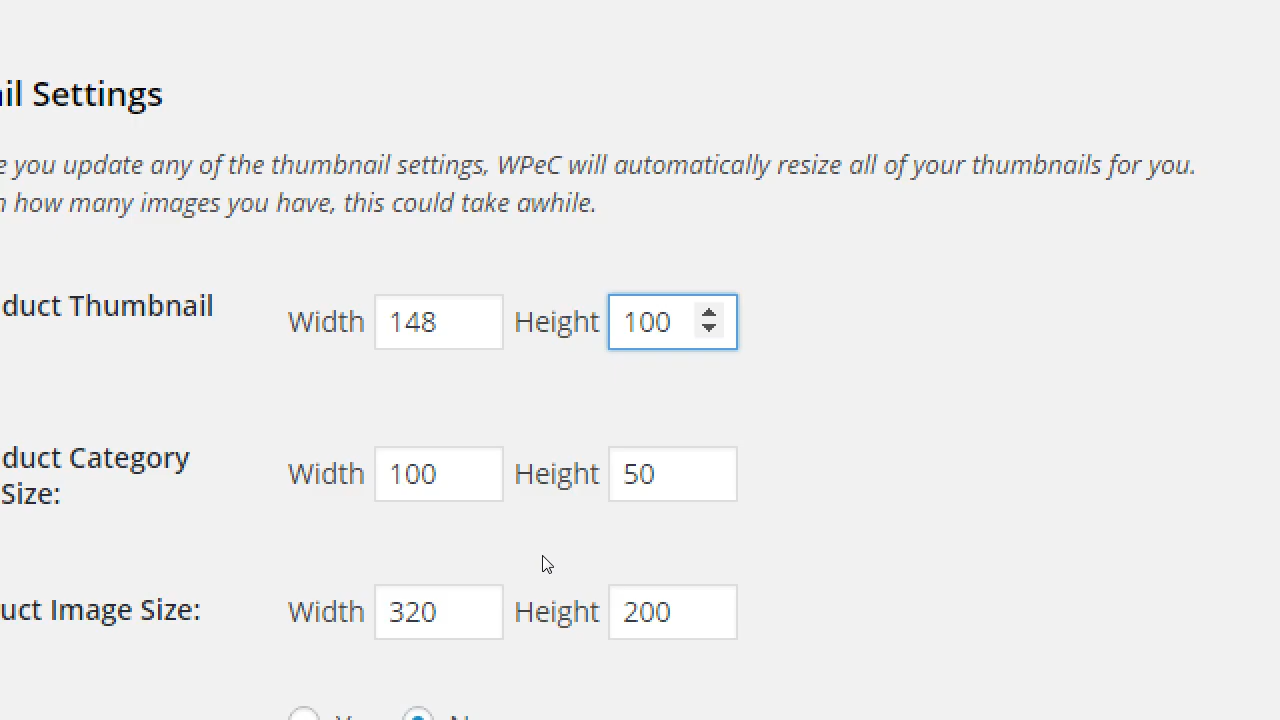 il Settings
e you update any of the thumbnail settings, WPeC will automatically resize all of your thumbnails for you.
how many images you have, this could take awhile.
duct Thumbnail
Width 148 Height 100
duct Category
Size:
Width 100 Height 50
uct Image Size:
Width 320 Height 200